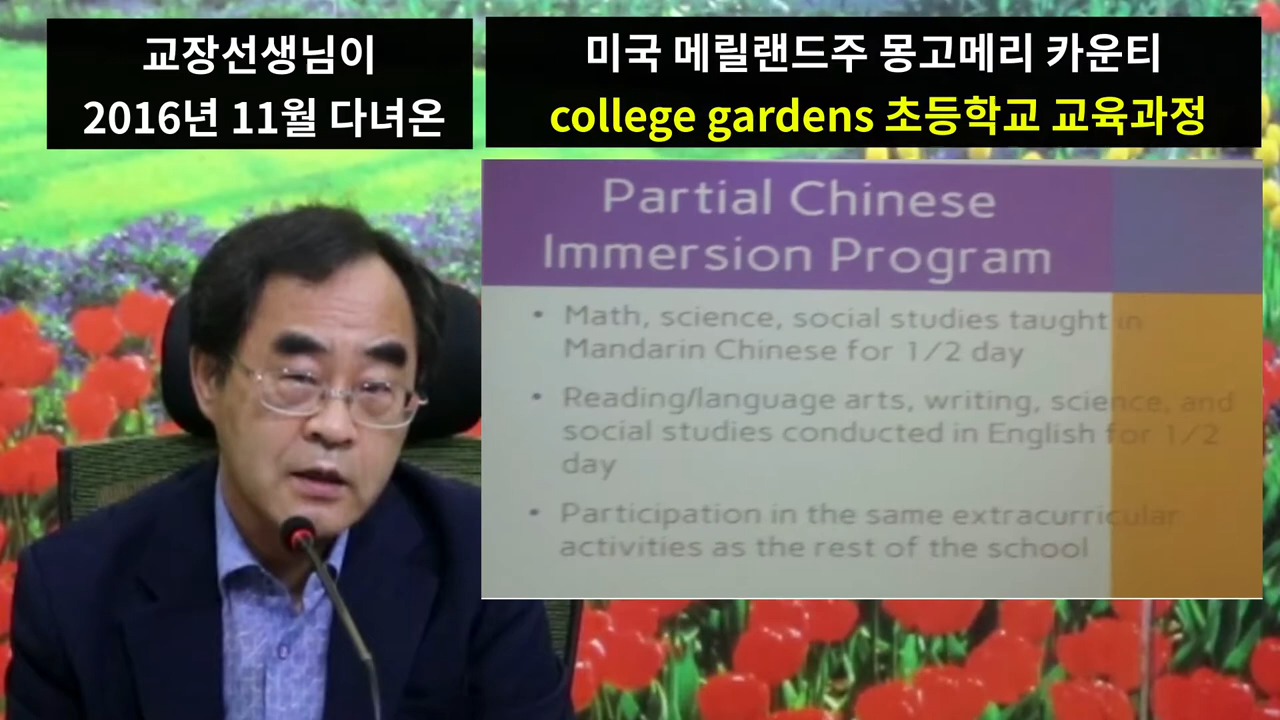 교장선생님이
2016년 11월 다녀온
미국 메릴랜드주 몽고메리 카운티
college gardens 초등학교 교육과정
Partial Chinese
Immersion Program
• Math, science, social studies taught in
Mandarin Chinese for 1/2 day
• Reading/language arts, writing, science, and
social studies conducted in English for 1/2
day
• Participation in the same extracurricular
activities as the rest of the school